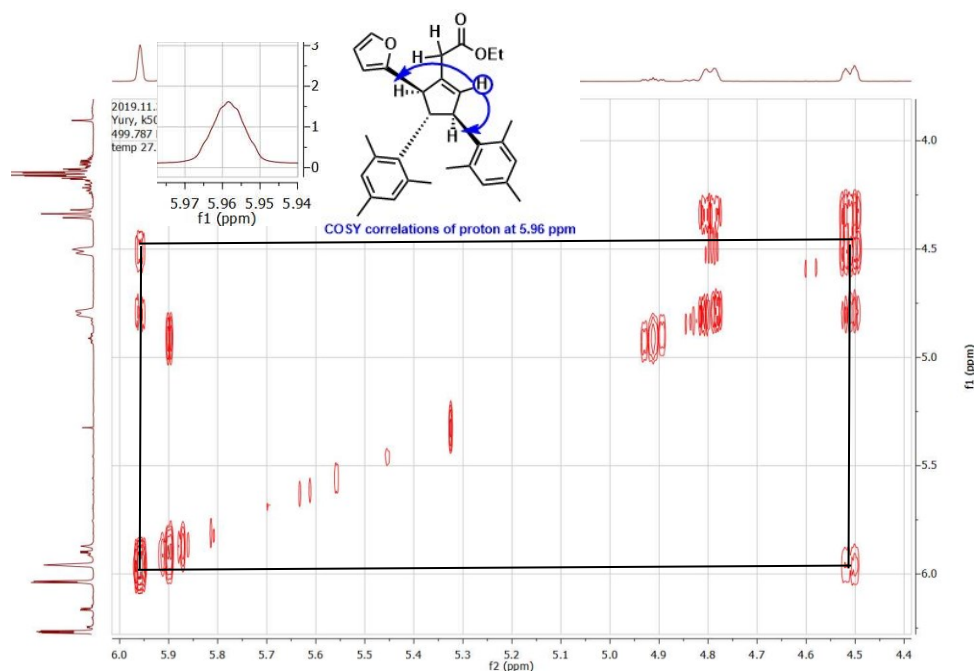 3
2
1
0
5.97 5.96 5.95 5.94
f1 (ppm)
2019.11.
Yury, k50
499.787
temp 27.
O
O
OEt
H
H
H
H
H
COSY correlations of proton at 5.96 ppm
4.0
4.5
5.0
5.5
6.0
f1 (ppm)
6.0 5.9 5.8 5.7 5.6 5.5 5.4 5.3 5.2 5.1 5.0 4.9 4.8 4.7 4.6 4.5 4.4
f2 (ppm)